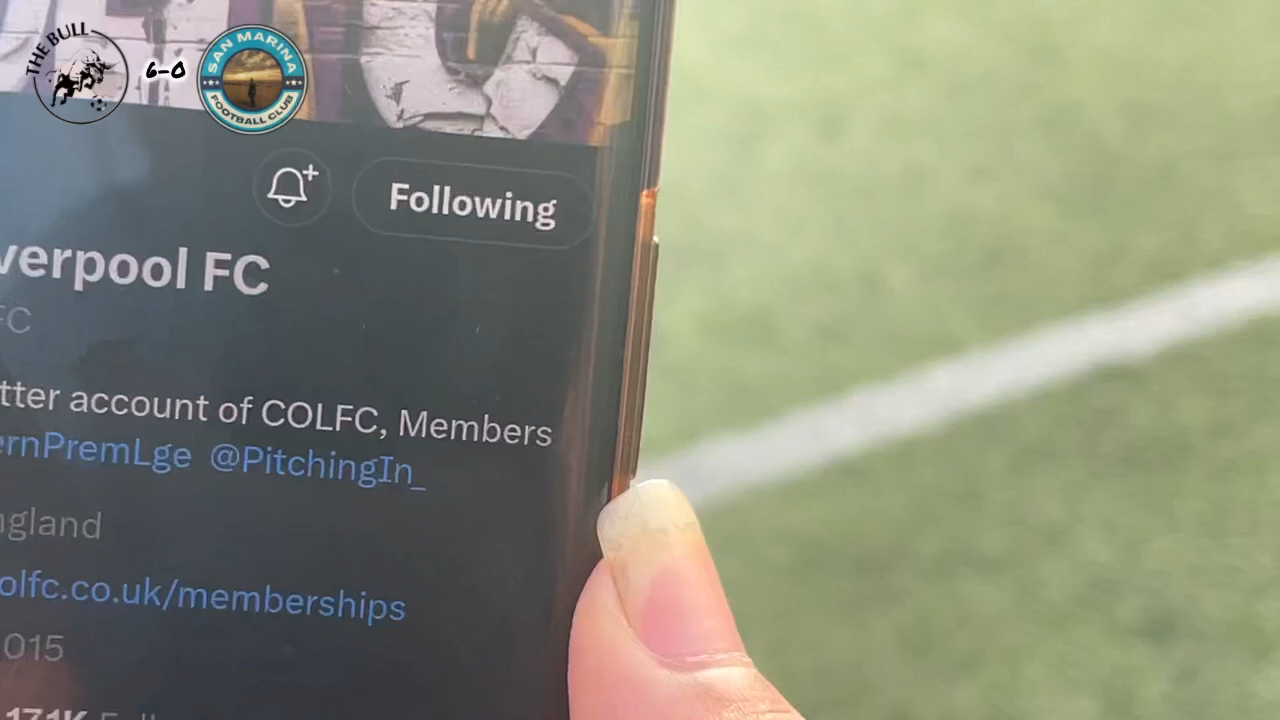 THE BULL
6-0
SAN MARINA
FOOTBALL CLUB
Following
verpool FC
FC
tter account of COLFC, Members
ernPremLge @PitchingIn_
ngland
olfc.co.uk/memberships
015
171K